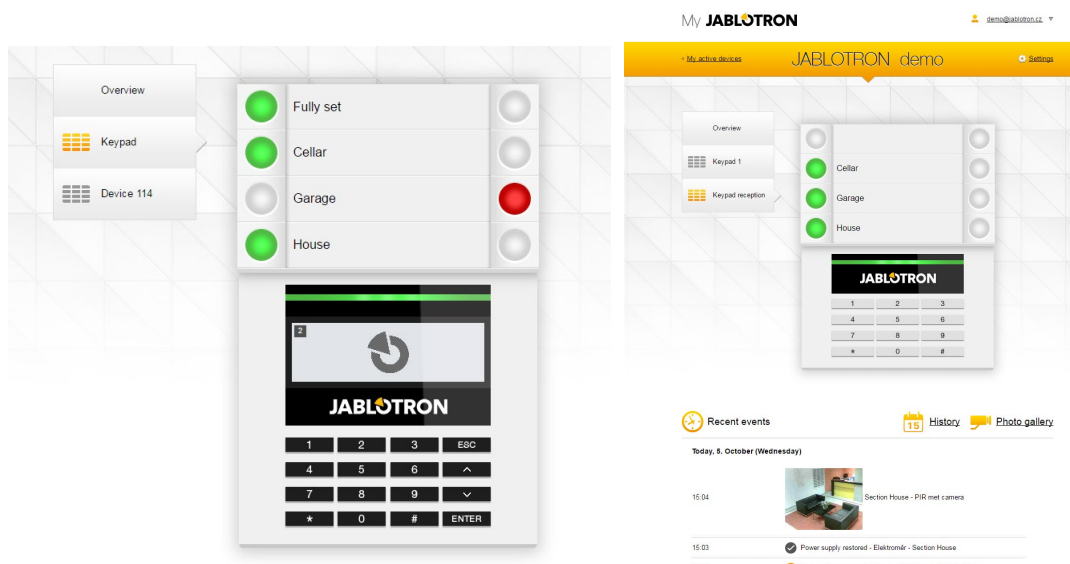 Overview
Keypad
Device 114
Fully set
Cellar
Garage
House
2
JABLOTRON
1 2 3 ESC
4 5 6
7 8 9
* 0 # ENTER
My JABLOTRON
demo@jablotron.cz
My active devices
JABLOTRON demo
Settings
Overview
Keypad 1
Keypad reception
Cellar
Garage
House
JABLOTRON
1 2 3
4 5 6
7 8 9
* 0 #
Recent events
15
History
Photo gallery
Today, 5. October (Wednesday)
15:04
Section House - PIR met camera
15:03
Power supply restored - Elektroměr - Section House